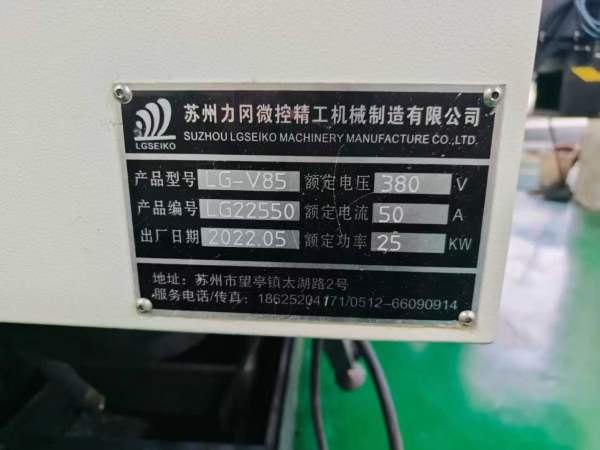 苏州力冈微控精工机械制造有限公司
LGSEIKO
SUZHOU LGSEIKO MACHINERY MANUFACTURE CO.,LTD.
产品型号 LG-V85 额定电压 380 V
产品编号 LG22550 额定电流 50 A
出厂日期 2022.05 额定功率 25 KW
地址: 苏州市望亭镇太湖路2号
服务电话/传真: 18625204171/0512-66090914